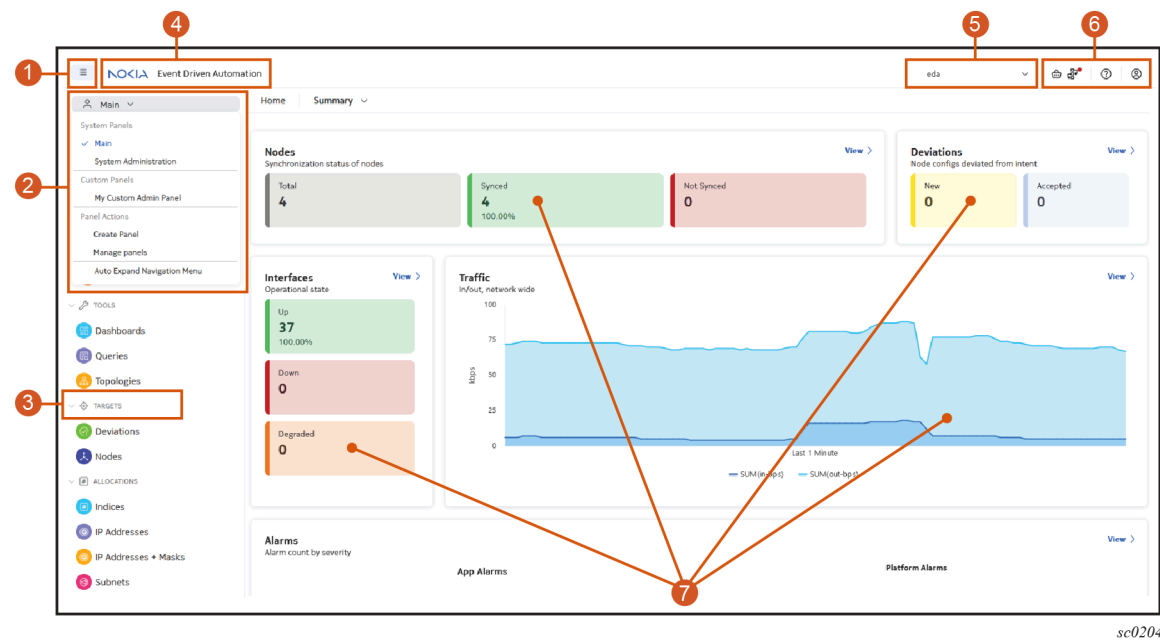 4
5
6
1
NOKIA Event Driven Automation
eda
Main
Home Summary
System Panels
Main
System Administration
2
Custom Panels
My Custom Admin Panel
Panel Actions
Create Panel
Manage panels
Auto Expand Navigation Menu
TOOLS
Dashboards
Queries
Topologies
3
TARGETS
Deviations
Nodes
ALLOCATIONS
Indices
IP Addresses
IP Addresses + Masks
Subnets
Nodes View
Synchronization status of nodes
Total
4
Synced
4
100.00%
Not Synced
0
Deviations View
Node configs deviated from intent
New
0
Accepted
0
Interfaces View
Operational state
Up
37
100.00%
Down
0
Degraded
0
Traffic View
In/out, network wide
100
75
50
25
0
kbps
Last 1 Minute
SUM(in-bps) SUM(out-bps)
Alarms View
Alarm count by severity
App Alarms
Platform Alarms
7
sc0204